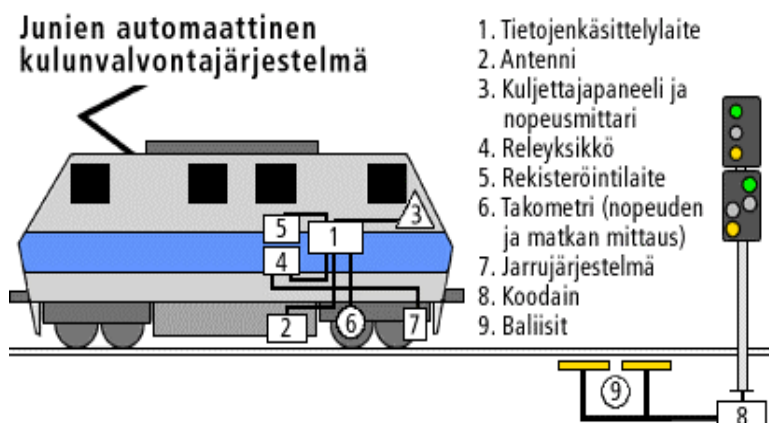 Junien automaattinen
kulunvalvontajärjestelmä
1. Tietojenkäsittelylaite
2. Antenni
3. Kuljettajapaneeli ja
nopeusmittari
4. Releyksikkö
5. Rekisteröintilaite
6. Takometri (nopeuden
ja matkan mittaus)
7. Jarrujärjestelmä
8. Koodain
9. Baliisit
3
5
1
4
2
6
7
9
8